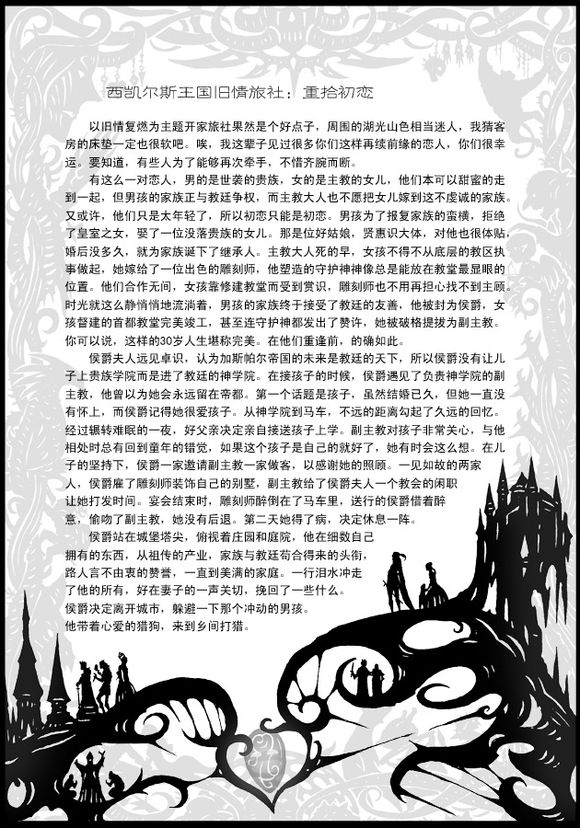 西凯尔斯王国旧情旅社：重拾初恋
以旧情复燃为主题开家旅社果然是个好点子，周围的湖光山色相当迷人，我猜客
房的床垫一定也很软吧。唉，我这辈子见过很多你们这样再续前缘的恋人，你们很幸
运。要知道，有些人为了能够再次牵手，不惜齐腕而断。
有这么一对恋人，男的是世袭的贵族，女的是主教的女儿，他们本可以甜蜜的走
到一起，但男孩的家族正与教廷争权，而主教大人也不愿把女儿嫁到这不虔诚的家族。
又或许，他们只是太年轻了，所以初恋只能是初恋。男孩为了报复家族的蛮横，拒绝
了皇室之女，娶了一位没落贵族的女儿。那是位好姑娘，贤惠识大体，对他也很体贴，
婚后没多久，就为家族诞下了继承人。主教大人死的早，女孩不得不从底层的教区执
事做起，她嫁给了一位出色的雕刻师，他塑造的守护神神像总是能放在教堂最显眼的
位置。他们合作无间，女孩靠修建教堂而受到赏识，雕刻师也不用再担心找不到主顾。
时光就这么静悄悄地流淌着，男孩的家族终于接受了教廷的友善，他被封为侯爵，女
孩督建的首都教堂完美竣工，甚至连守护神都发出了赞许，她被破格提拔为副主教。
你可以说，这样的30岁人生堪称完美。在他们重逢前，的确如此。
侯爵夫人远见卓识，认为加斯帕尔帝国的未来是教廷的天下，所以侯爵没有让儿
子上贵族学院而是进了教廷的神学院。在接孩子的时候，侯爵遇见了负责神学院的副
主教，他曾以为她会永远留在帝都。第一个话题是孩子，虽然结婚已久，但她一直没
有怀上，而侯爵记得她很爱孩子。从神学院到马车，不远的距离勾起了久远的回忆。
经过辗转难眠的一夜，好父亲决定亲自接送孩子上学。副主教对孩子非常关心，与他
相处时总有回到童年的错觉，如果这个孩子是自己的就好了，她有时会这么想。在儿
子的坚持下，侯爵一家邀请副主教一家做客，以感谢她的照顾。一见如故的两家
人，侯爵雇了雕刻师装饰自己的别墅，副主教给了侯爵夫人一个教会的闲职
让她打发时间。宴会结束时，雕刻师醉倒在了马车里，送行的侯爵借着醉
意，偷吻了副主教，她没有后退。第二天她得了病，决定休息一阵。
侯爵站在城堡塔尖，俯视着庄园和庭院，他在细数自己
拥有的东西，从祖传的产业，家族与教廷苟合得来的头衔，
路人言不由衷的赞誉，一直到美满的家庭。一行泪水冲走
了他的所有，好在妻子的一声关切，挽回了一些什么。
侯爵决定离开城市，躲避一下那个冲动的男孩。
他带着心爱的猎狗，来到乡间打猎。